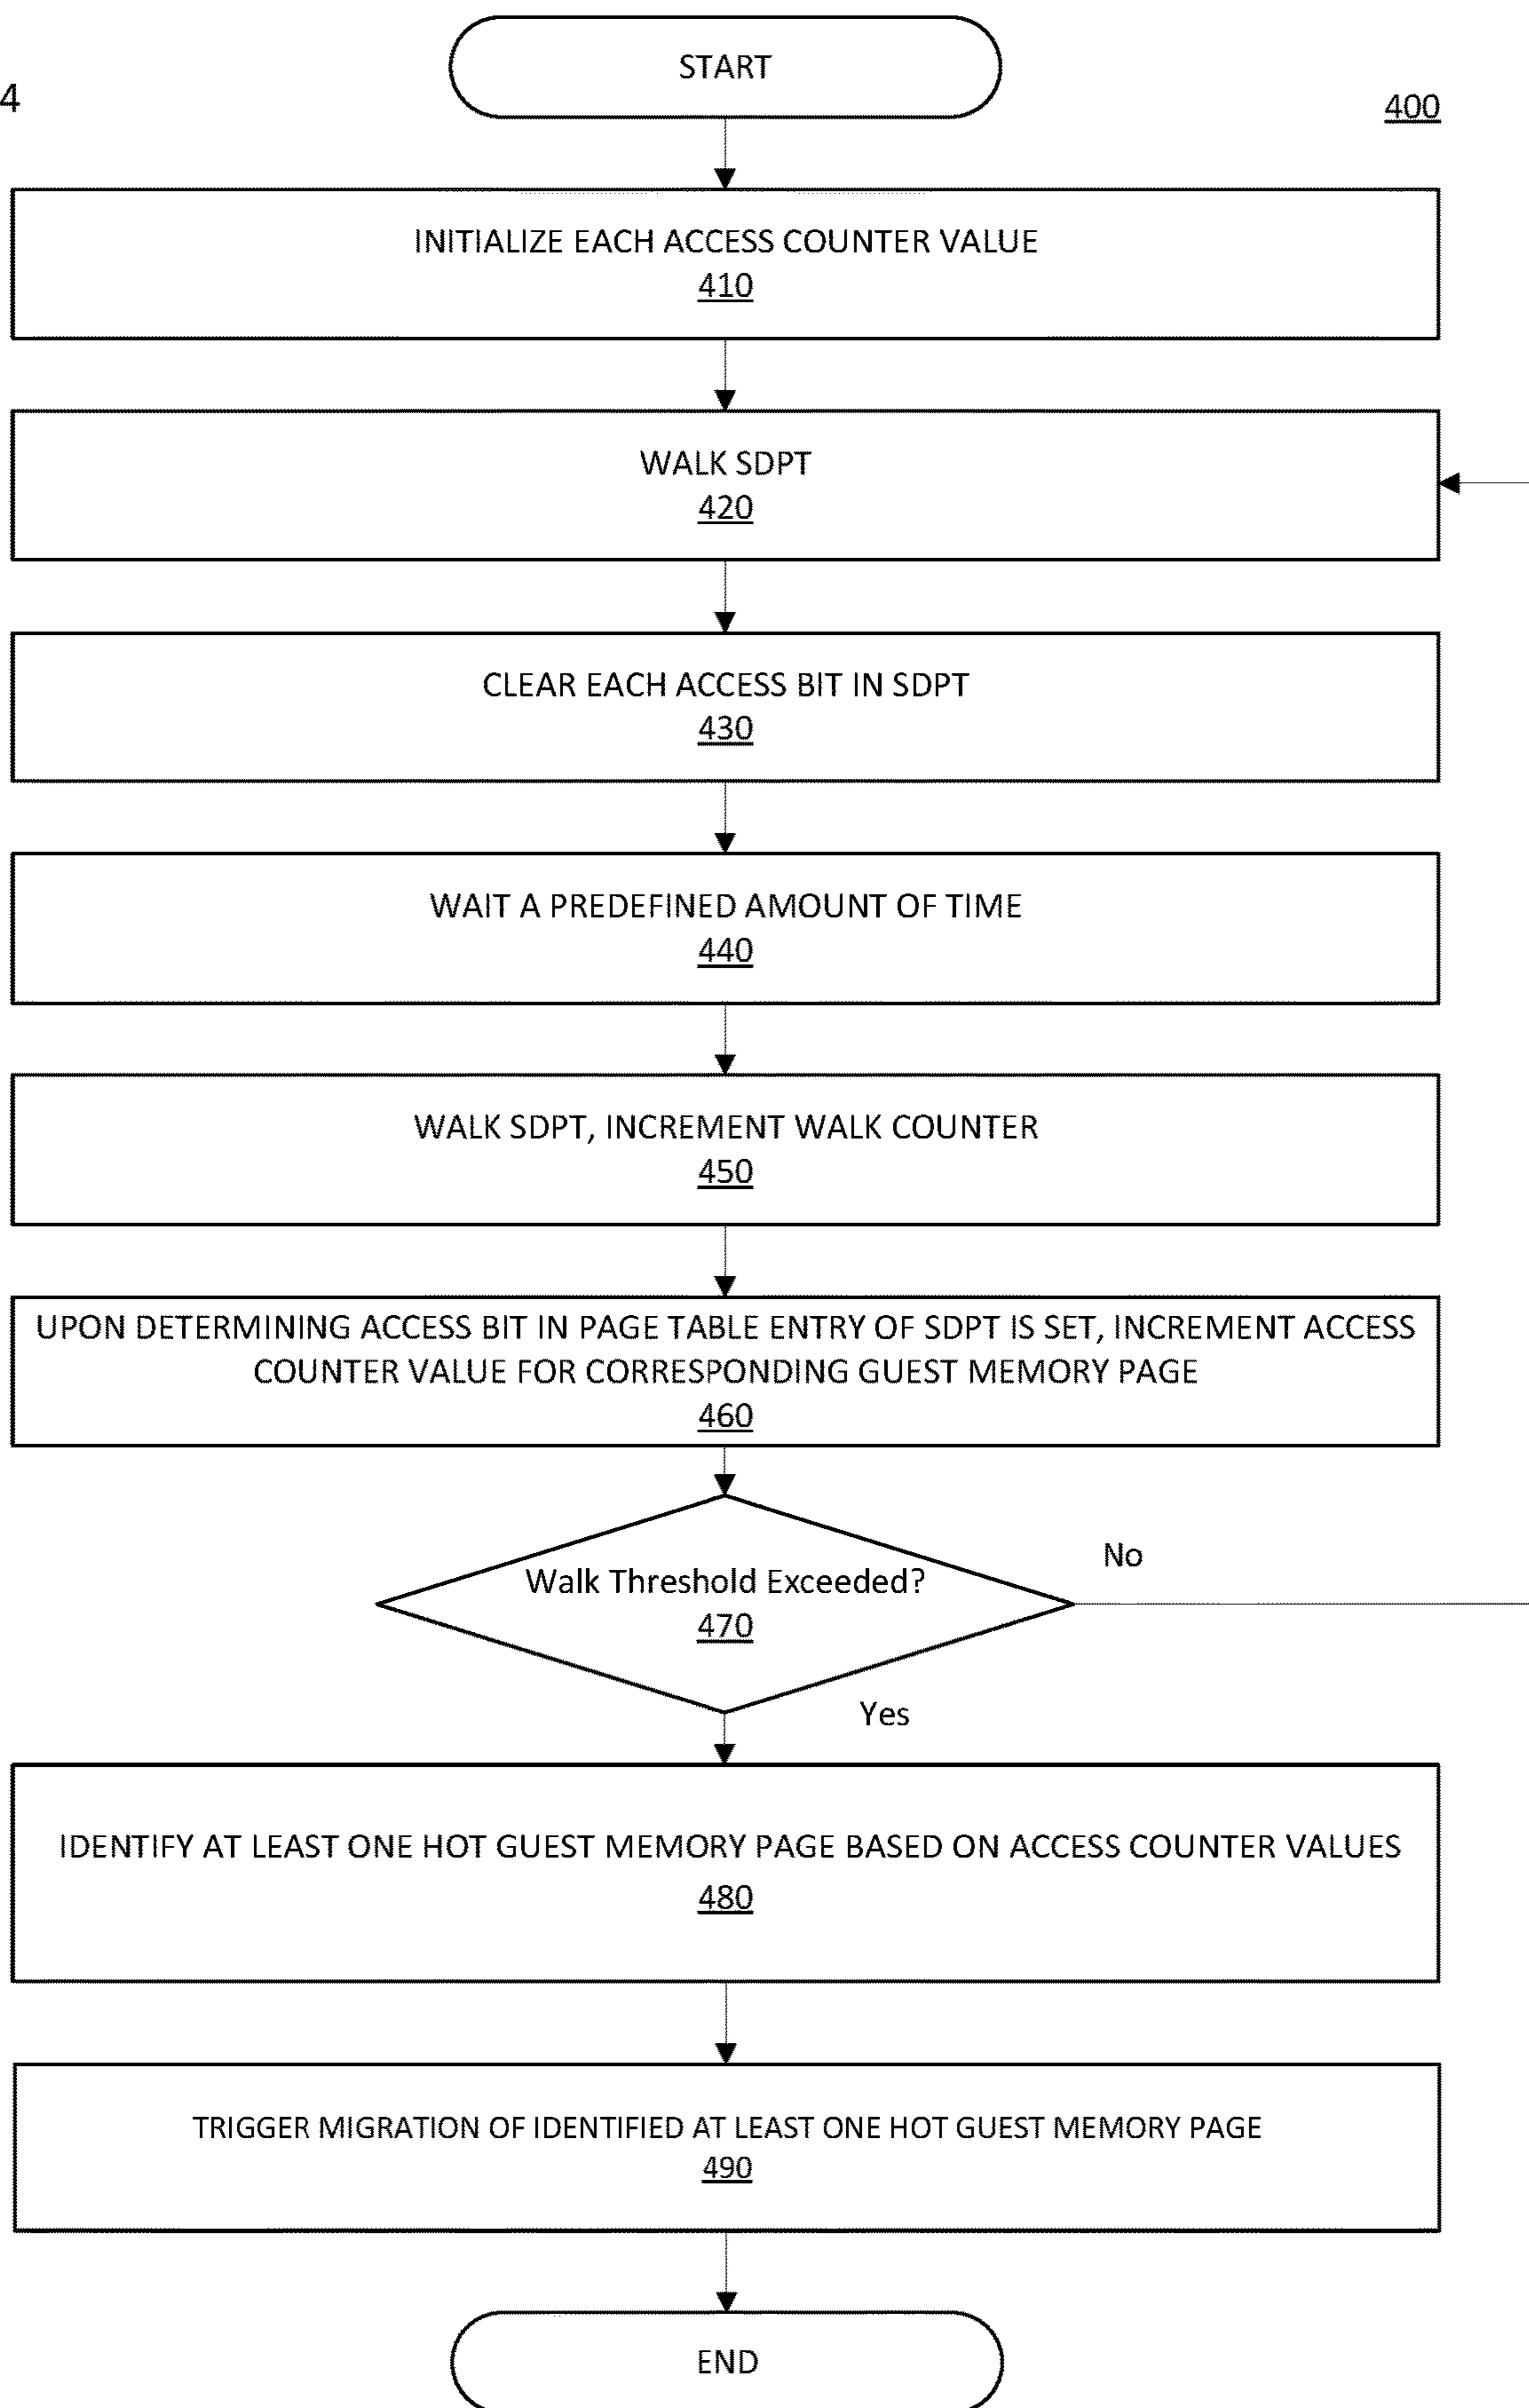 START
4
400
INITIALIZE EACH ACCESS COUNTER VALUE
410
WALK SDPT
420
CLEAR EACH ACCESS BIT IN SDPT
430
WAIT A PREDEFINED AMOUNT OF TIME
440
WALK SDPT, INCREMENT WALK COUNTER
450
UPON DETERMINING ACCESS BIT IN PAGE TABLE ENTRY OF SDPT IS SET, INCREMENT ACCESS
COUNTER VALUE FOR CORRESPONDING GUEST MEMORY PAGE
460
No
Walk Threshold Exceeded?
470
Yes
IDENTIFY AT LEAST ONE HOT GUEST MEMORY PAGE BASED ON ACCESS COUNTER VALUES
480
TRIGGER MIGRATION OF IDENTIFIED AT LEAST ONE HOT GUEST MEMORY PAGE
490
END